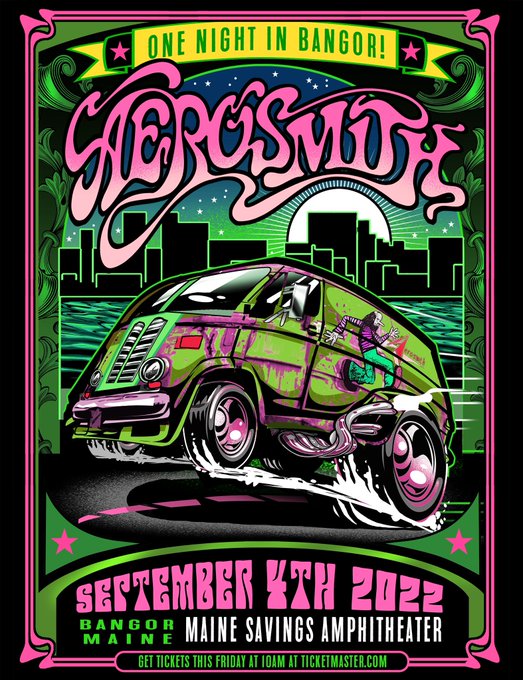 ONE NIGHT IN BANGOR!
AEROSMITH
SEPTEMBER 4TH 2022
BANGOR
MAINE
MAINE SAVINGS AMPHITHEATER
GET TICKETS THIS FRIDAY AT 10AM AT TICKETMASTER.COM